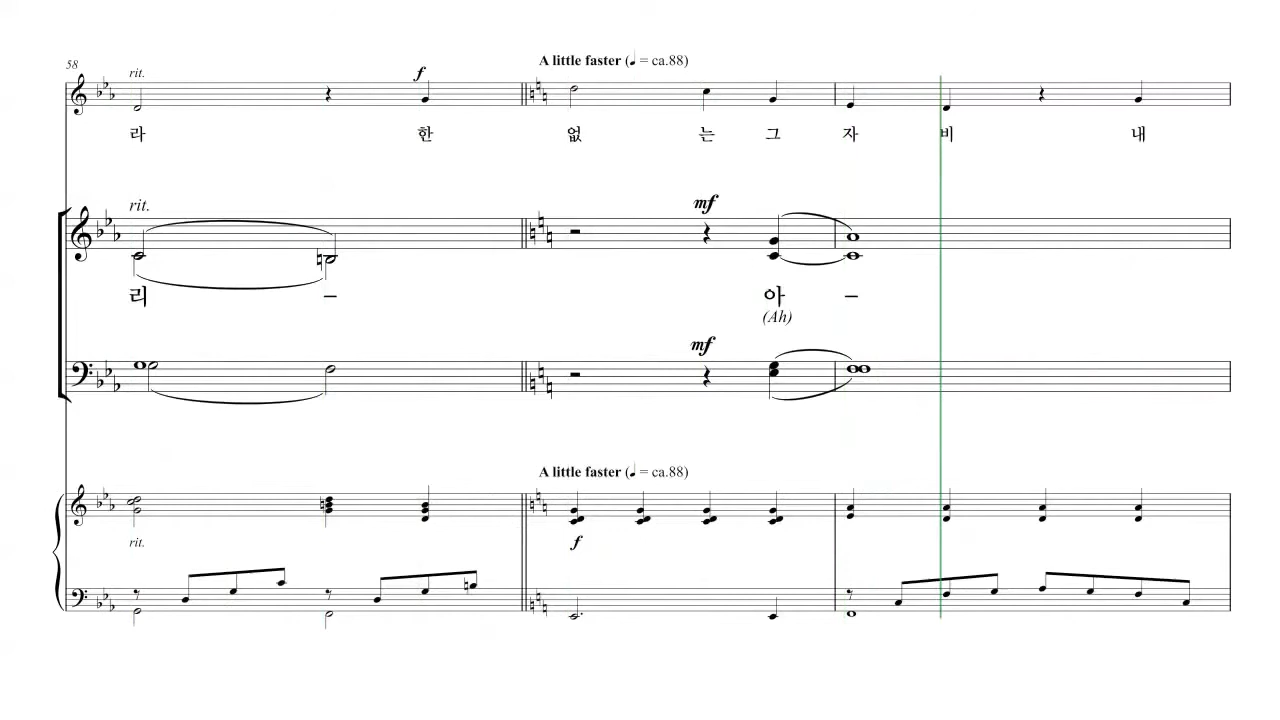 58
rit.
f
A little faster (♩ = ca.88)
라 한 없 는 그 자 비 내
rit.
mf
리 – 아 –
(Ah)
mf
A little faster (♩ = ca.88)
rit.
f